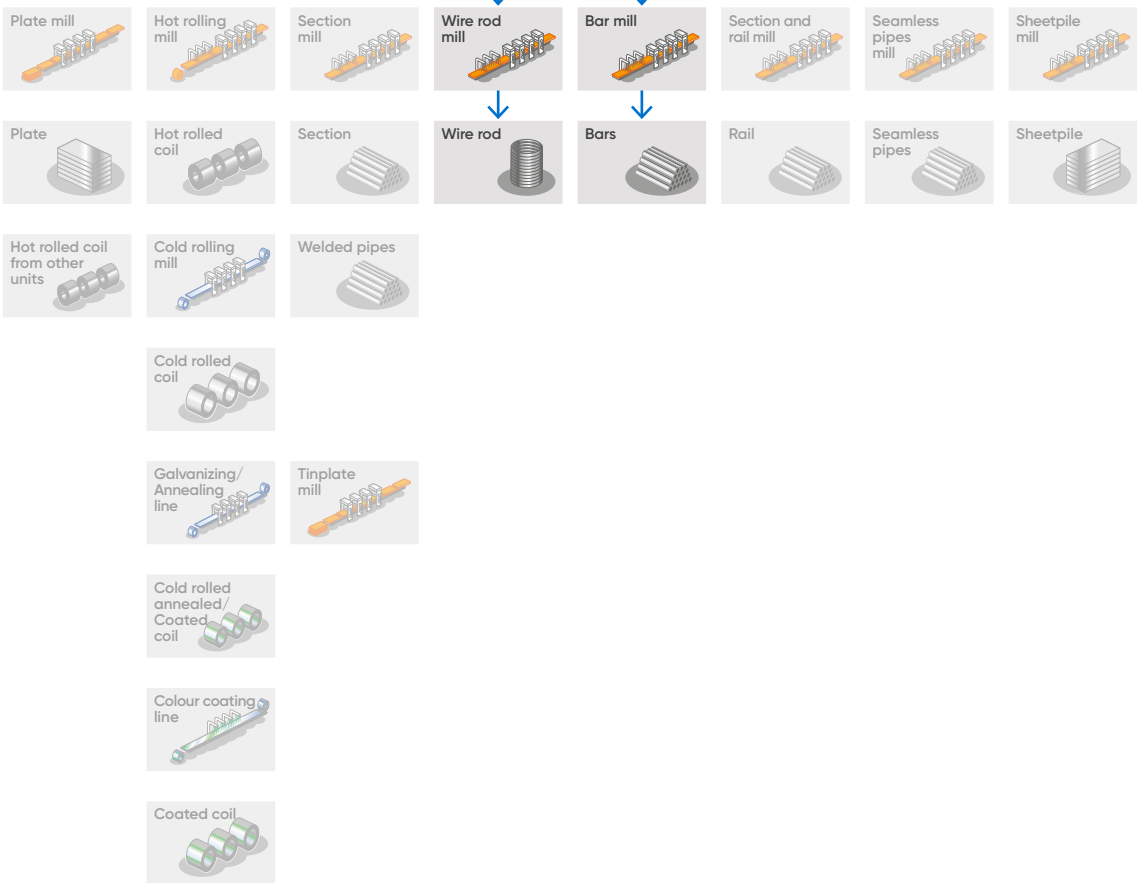 Plate mill
Hot rolling
mill
Section
mill
Wire rod
mill
Bar mill
Section and
rail mill
Seamless
pipes
mill
Sheetpile
mill
Plate
Hot rolled
coil
Section
Wire rod
Bars
Rail
Seamless
pipes
Sheetpile
Hot rolled coil
from other
units
Cold rolling
mill
Welded pipes
Cold rolled
coil
Galvanizing/
Annealing
line
Tinplate
mill
Cold rolled
annealed/
Coated
coil
Colour coating
line
Coated coil